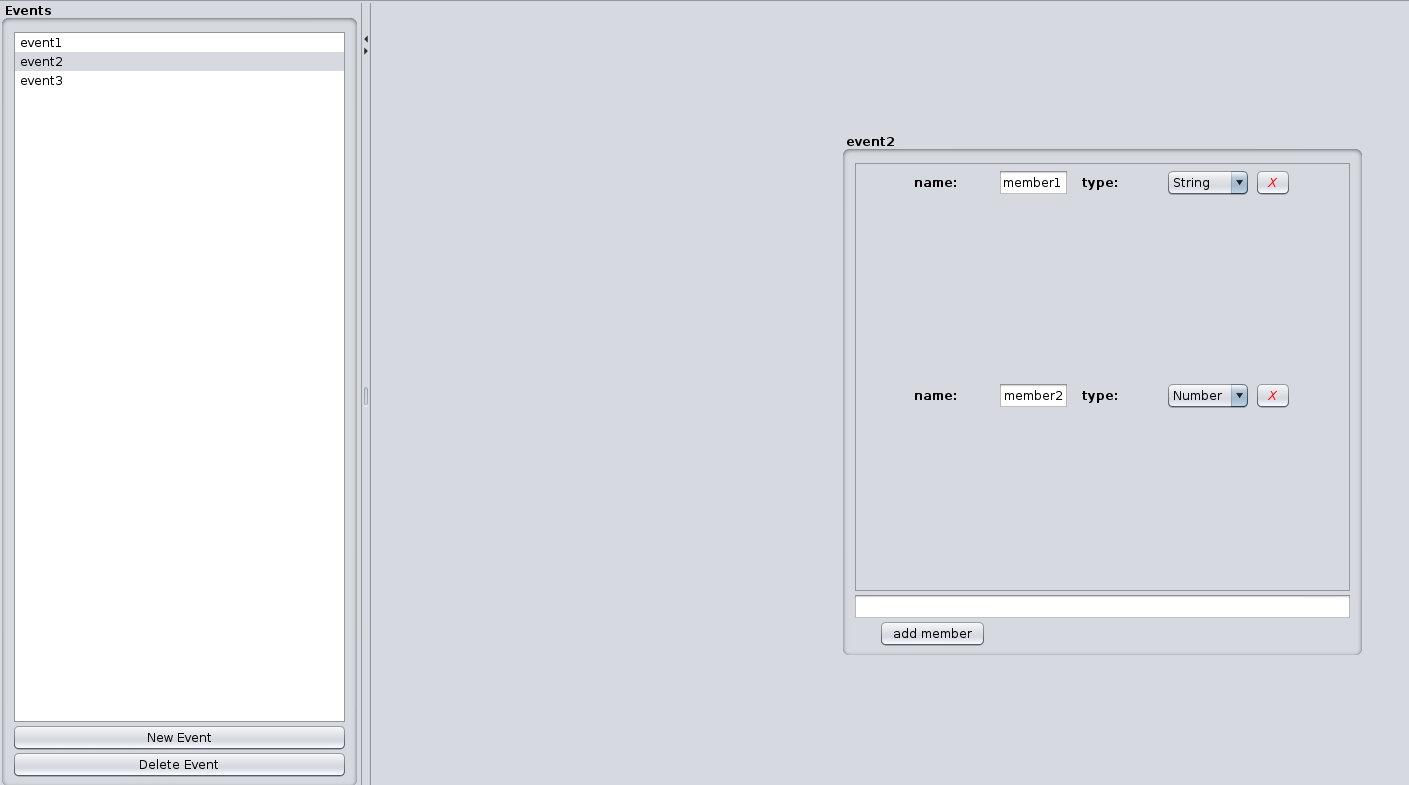 Events
event1
event2
event3
New Event
Delete Event
event2
name: member1 type: String X
name: member2 type: Number X
add member